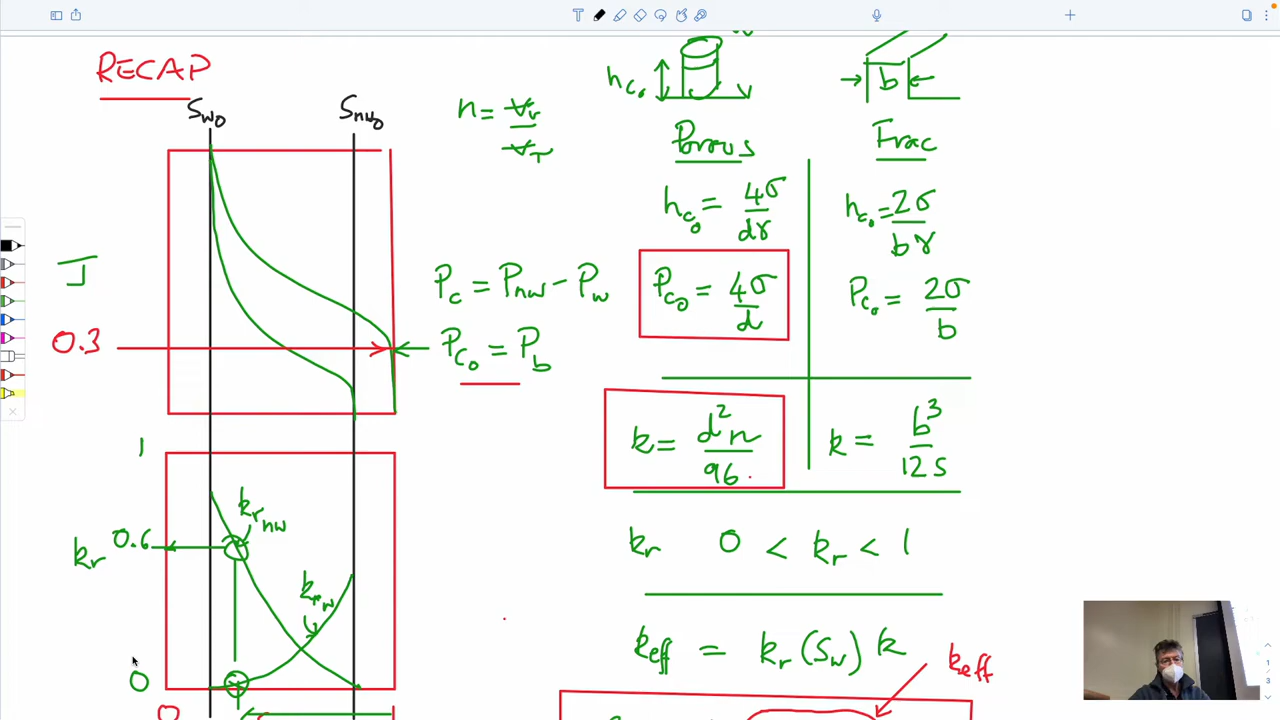 RECAP
Sw0
Snw0
n = Vv / VT
hc0
b
Porous
Frac
hc0 = 4σ / dγ
hc0 = 2σ / bγ
J
Pc = Pnw - Pw
Pc0 = 4σ / d
Pc0 = 2σ / b
0.3
Pc0 = Pb
k = d²n / 96
k = b³ / 12s
1
krnw
kr 0.6
kr 0 < kr < 1
krw
keff = kr(Sw) k
keff
0
0